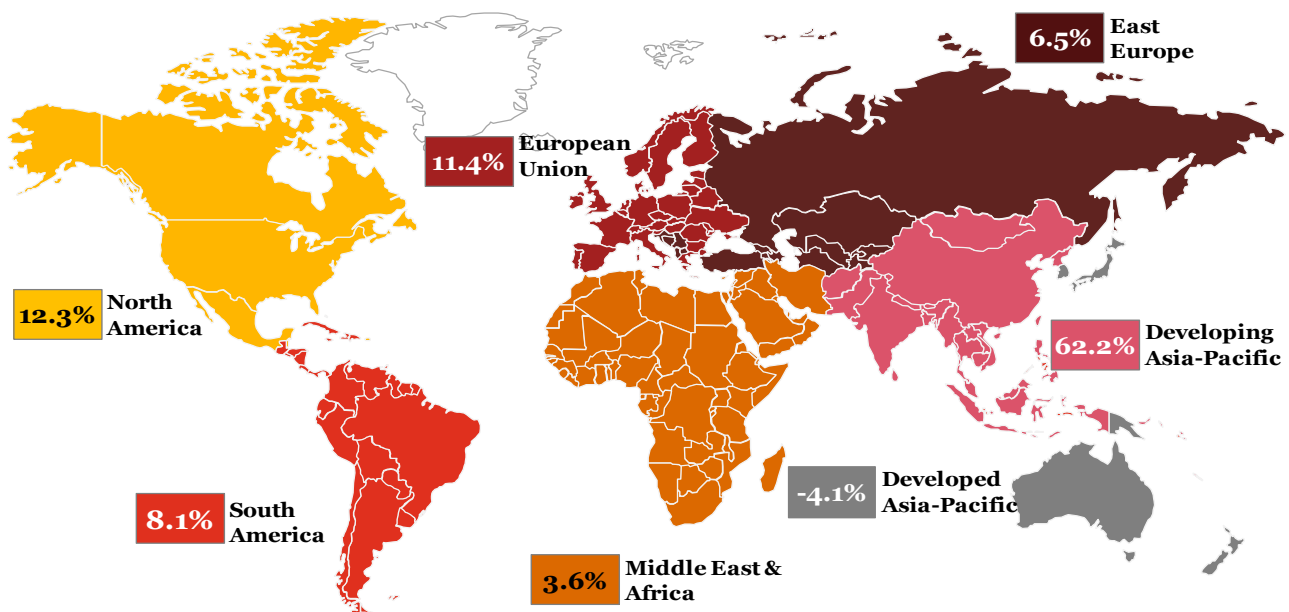 6.5%
East
Europe
11.4%
European
Union
12.3%
North
America
62.2%
Developing
Asia-Pacific
-4.1%
Developed
Asia-Pacific
8.1%
South
America
3.6%
Middle East &
Africa